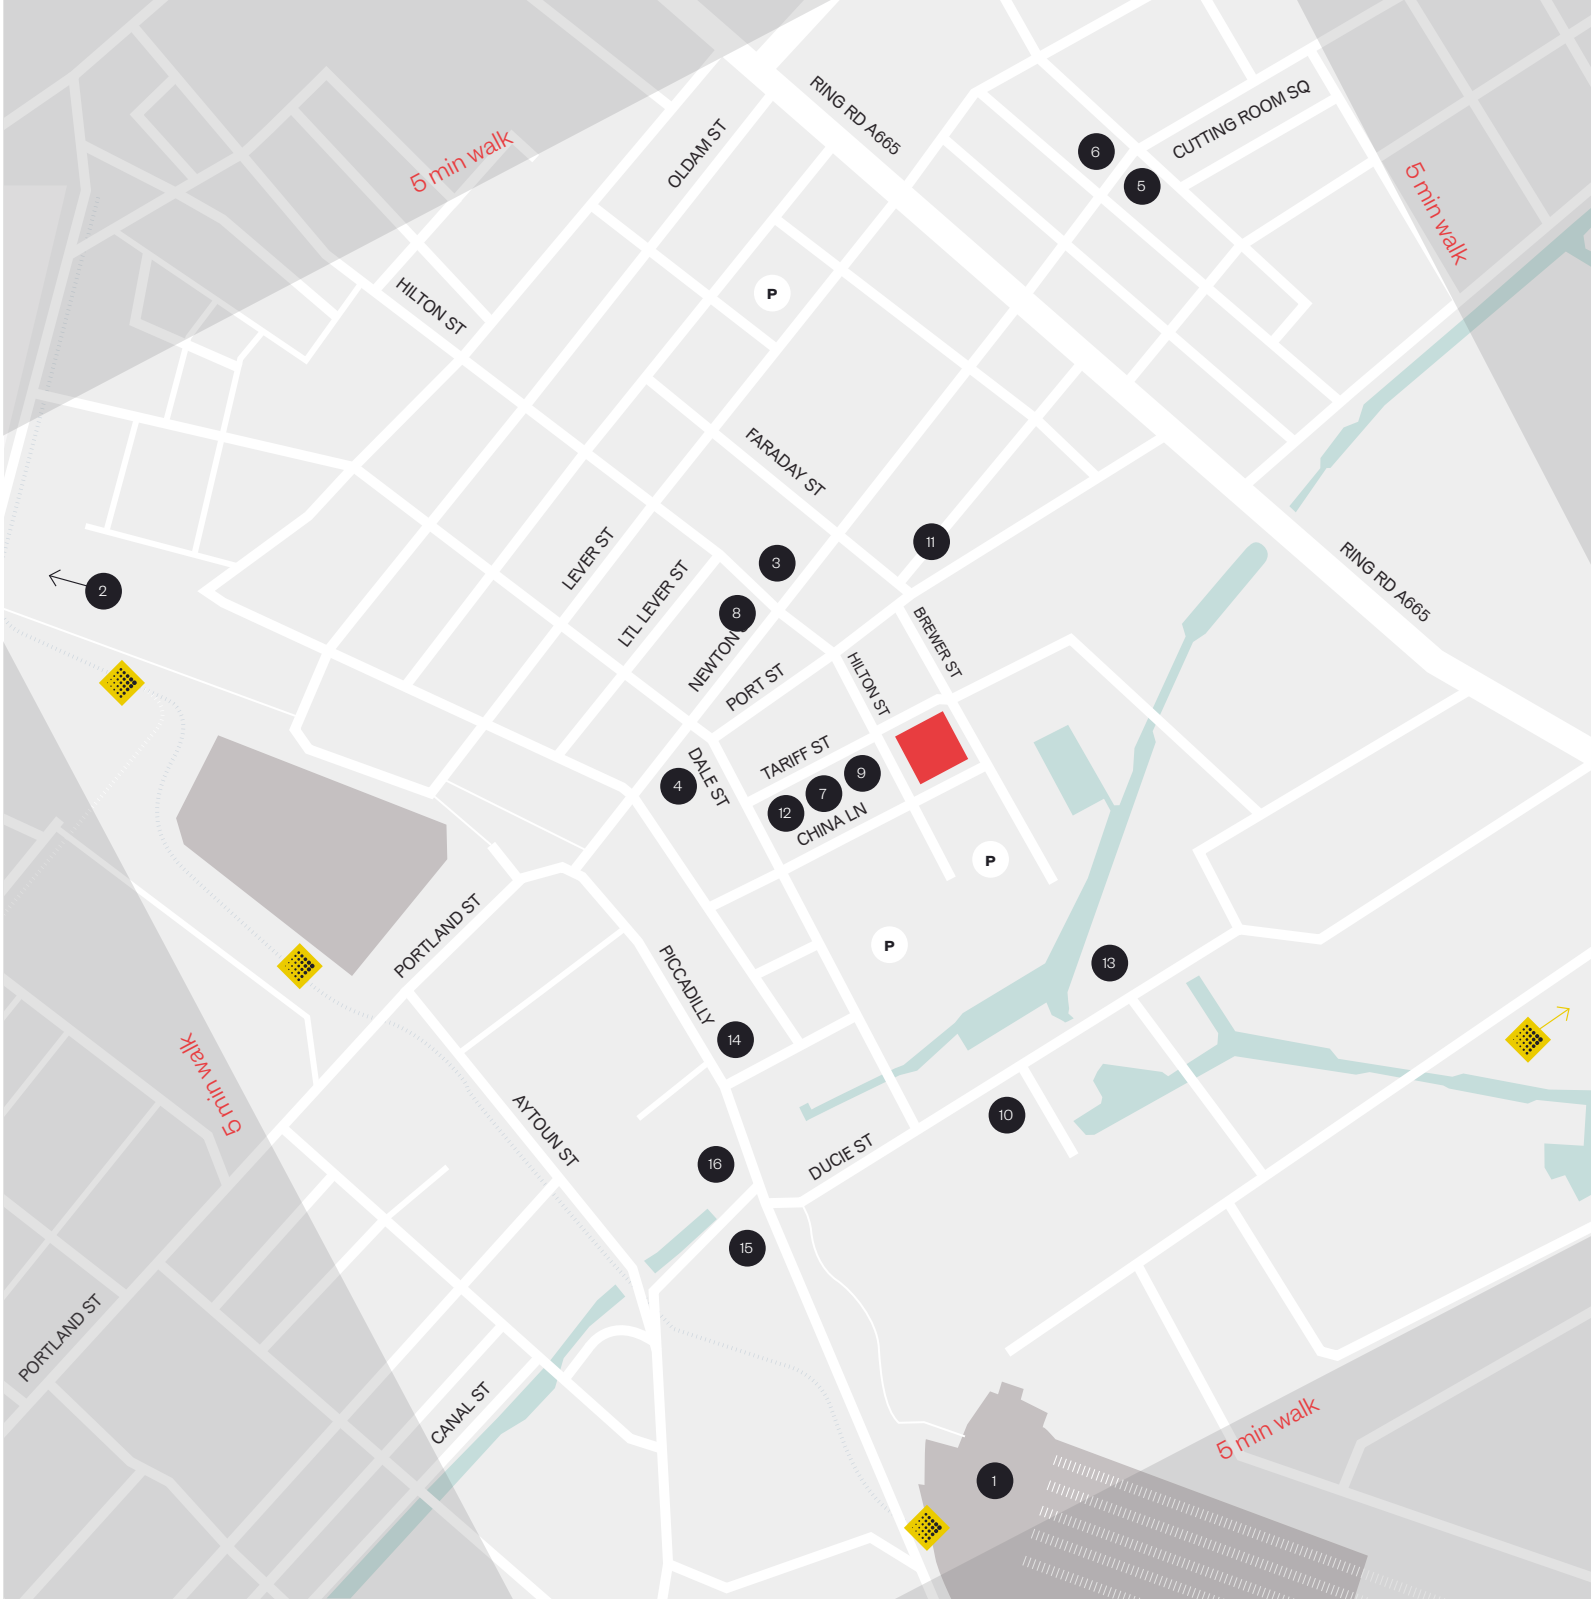 RING RD A665
CUTTING ROOM SQ
OLDAM ST
5 min walk
6
5
5 min walk
HILTON ST
P
FARADAY ST
11
LEVER ST
3
LTL LEVER ST
8
2
NEWTON
BREWER ST
RING RD A665
PORT ST
HILTON ST
TARIFF ST
DALE ST
4
9
7
12
CHINA LN
P
PORTLAND ST
P
13
PICCADILLY
14
5 min walk
AYTOUN ST
10
DUCIE ST
16
15
PORTLAND ST
CANAL ST
5 min walk
1